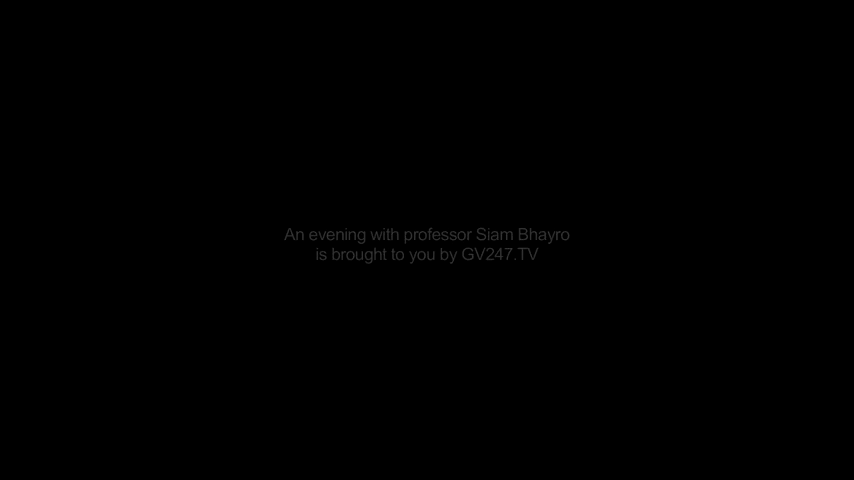 An evening with professor Siam Bhayro
is brought to you by GV247.TV